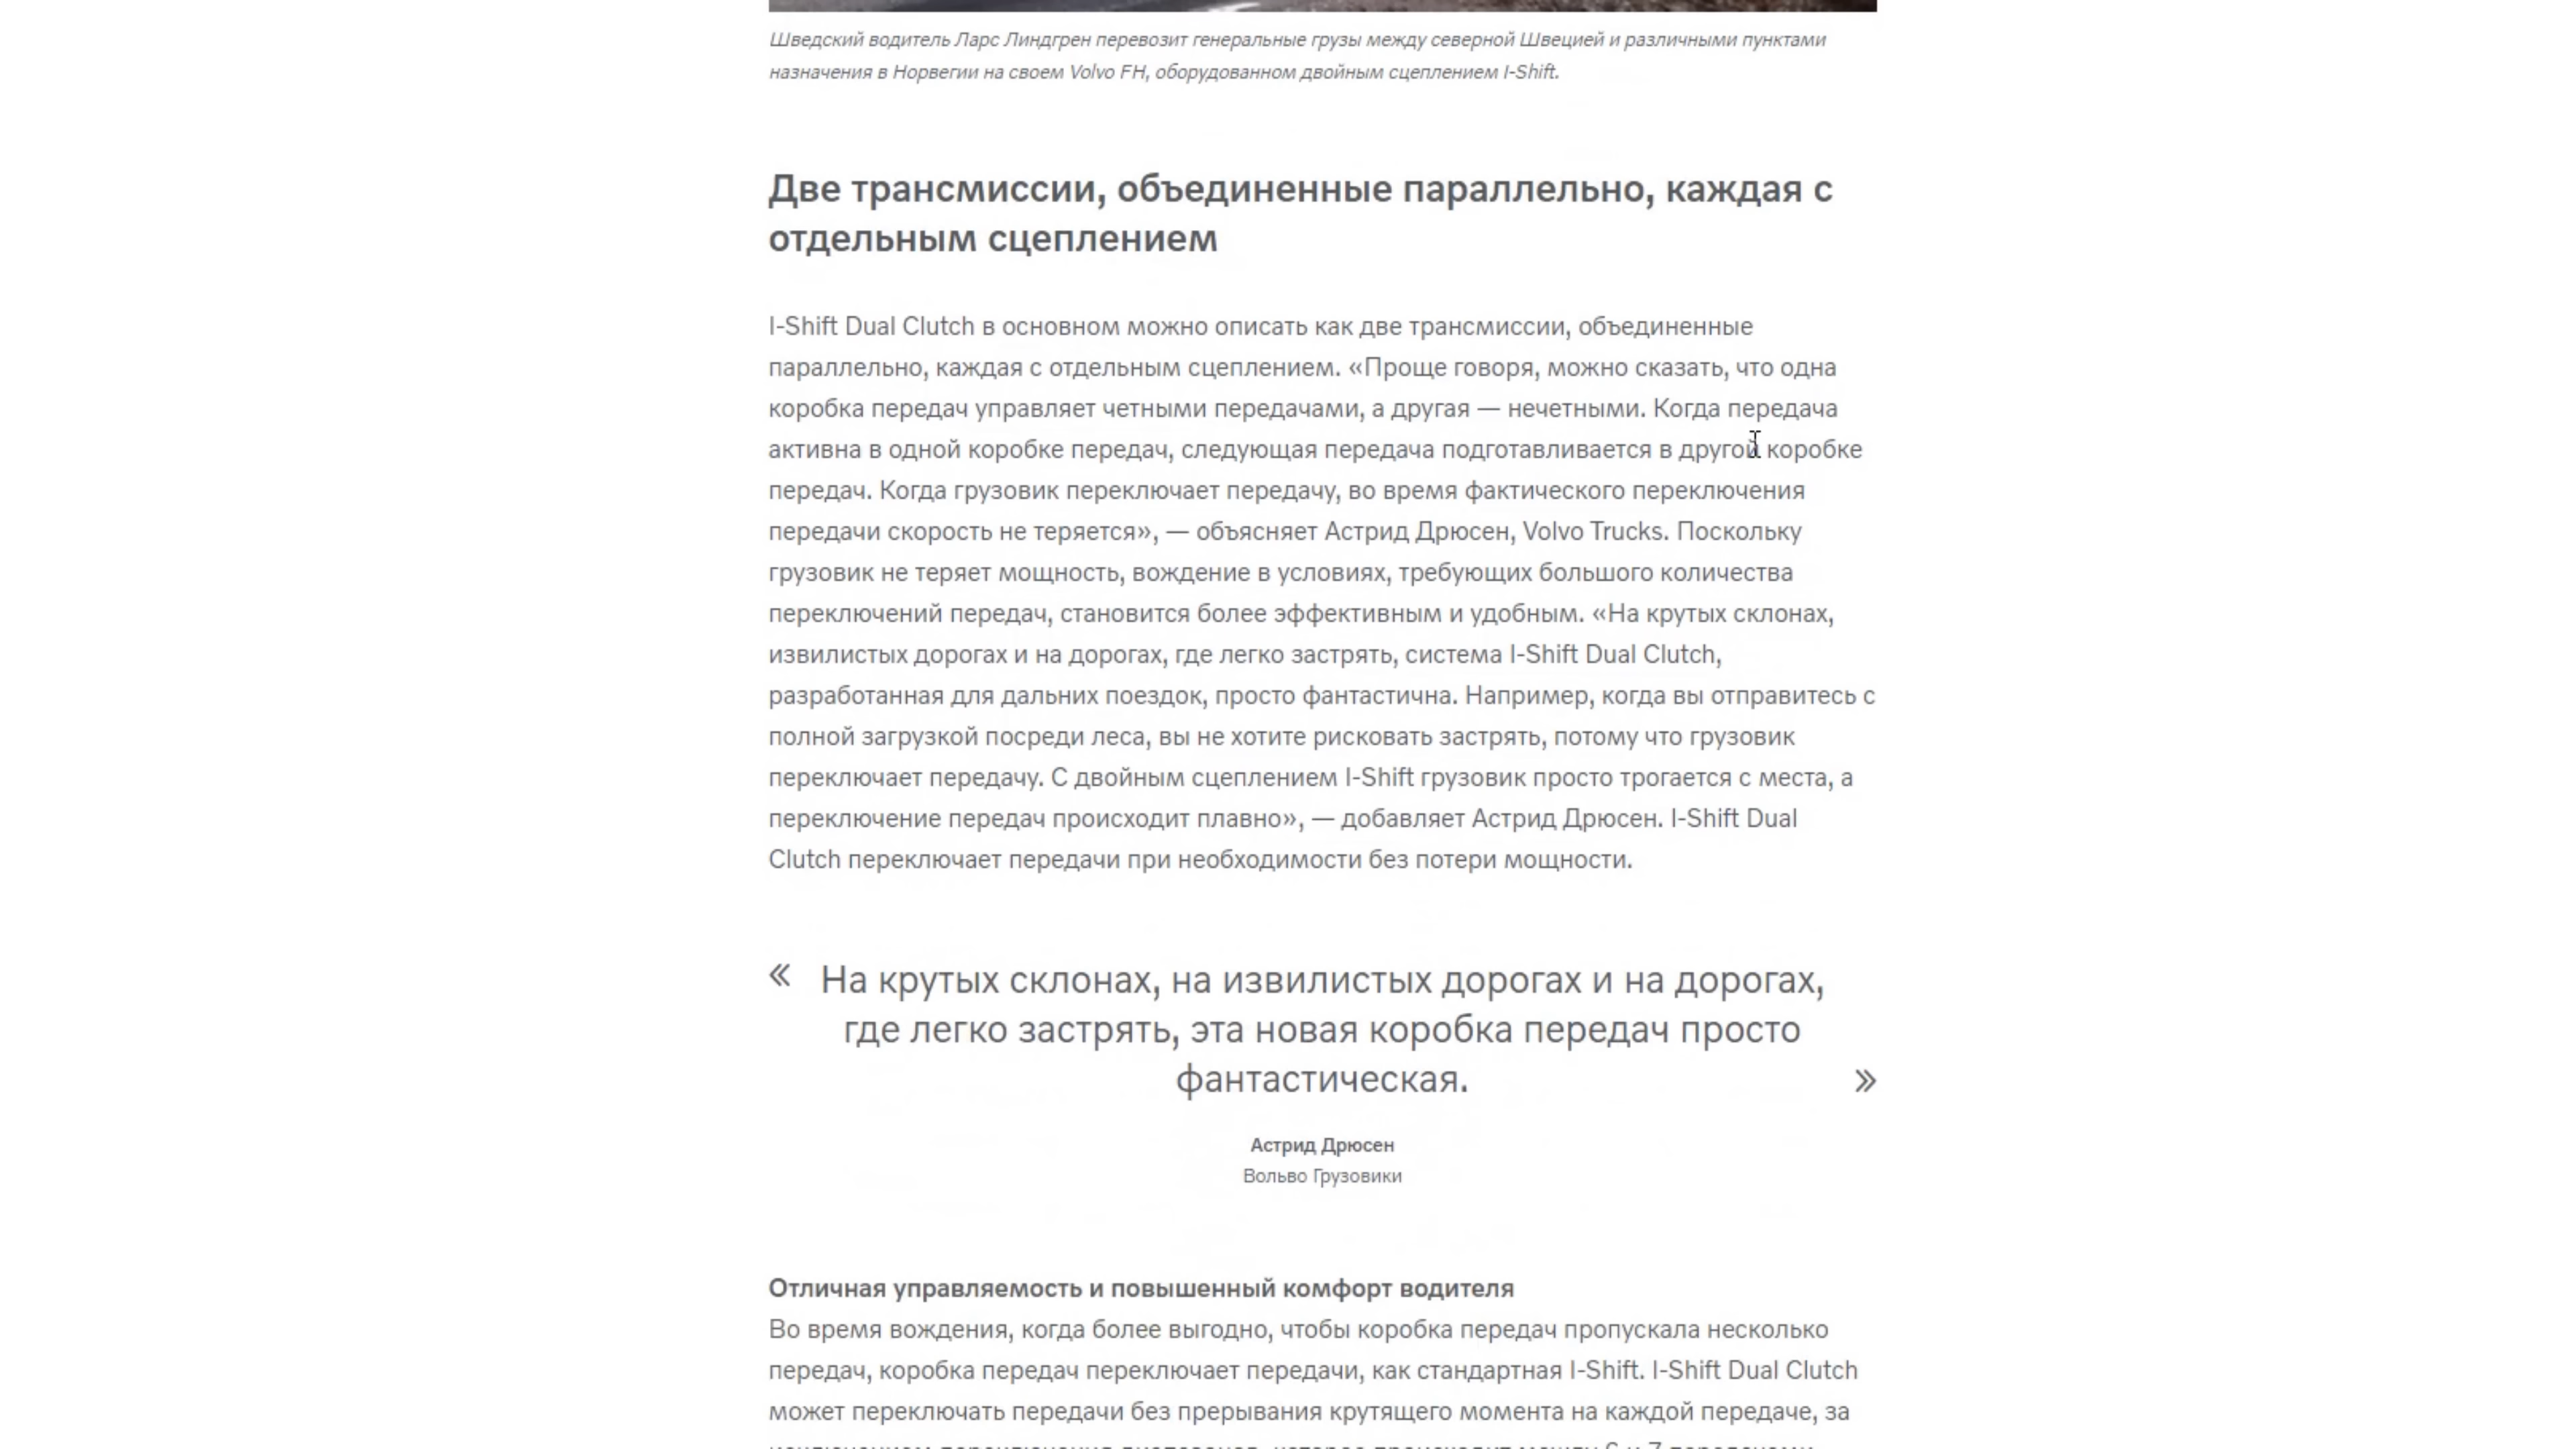 Шведский водитель Ларс Линдгрен перевозит генеральные грузы между северной Швецией и различными пунктами
назначения в Норвегии на своем Volvo FH, оборудованном двойным сцеплением I-Shift.
Две трансмиссии, объединенные параллельно, каждая с
отдельным сцеплением
I-Shift Dual Clutch в основном можно описать как две трансмиссии, объединенные
параллельно, каждая с отдельным сцеплением. «Проще говоря, можно сказать, что одна
коробка передач управляет четными передачами, а другая — нечетными. Когда передача
активна в одной коробке передач, следующая передача подготавливается в другой коробке
передач. Когда грузовик переключает передачу, во время фактического переключения
передачи скорость не теряется», — объясняет Астрид Дрюсен, Volvo Trucks. Поскольку
грузовик не теряет мощность, вождение в условиях, требующих большого количества
переключений передач, становится более эффективным и удобным. «На крутых склонах,
извилистых дорогах и на дорогах, где легко застрять, система I-Shift Dual Clutch,
разработанная для дальних поездок, просто фантастична. Например, когда вы отправитесь с
полной загрузкой посреди леса, вы не хотите рисковать застрять, потому что грузовик
переключает передачу. С двойным сцеплением I-Shift грузовик просто трогается с места, а
переключение передач происходит плавно», — добавляет Астрид Дрюсен. I-Shift Dual
Clutch переключает передачи при необходимости без потери мощности.
« На крутых склонах, на извилистых дорогах и на дорогах,
где легко застрять, эта новая коробка передач просто
фантастическая. »
Астрид Дрюсен
Вольво Грузовики
Отличная управляемость и повышенный комфорт водителя
Во время вождения, когда более выгодно, чтобы коробка передач пропускала несколько
передач, коробка передач переключает передачи, как стандартная I-Shift. I-Shift Dual Clutch
может переключать передачи без прерывания крутящего момента на каждой передаче, за